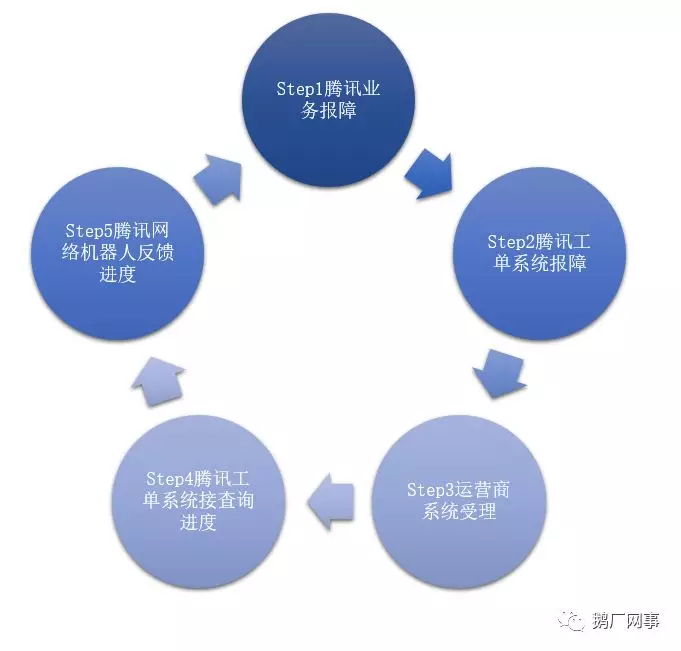 Step1腾讯业
务报障
Step2腾讯工
单系统报障
Step3运营商
系统受理
Step4腾讯工
单系统接查询
进度
Step5腾讯网
络机器人反馈
进度
鹅厂网事